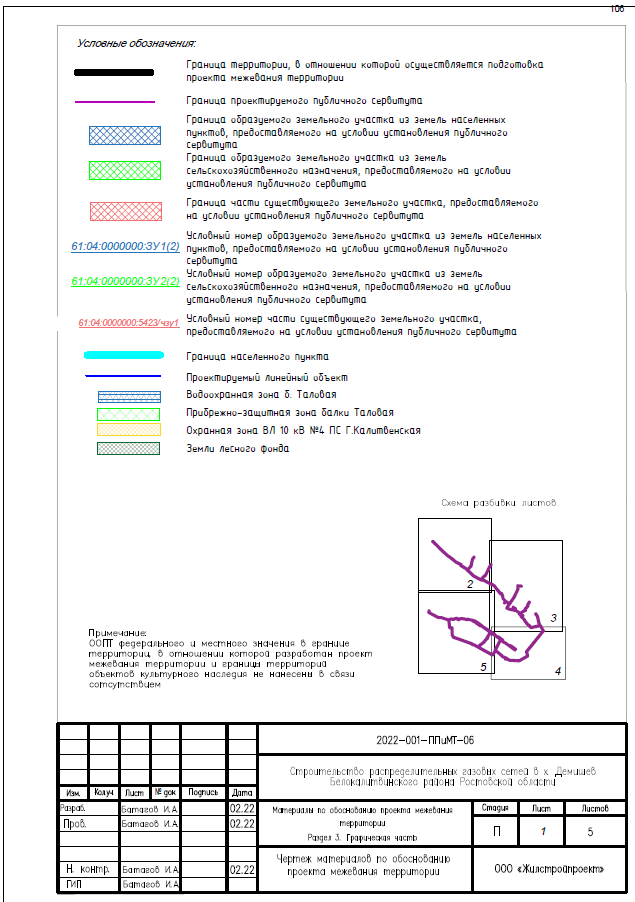 106
Условные обозначения:
Граница территории, в отношении которой осуществляется подготовка
проекта межевания территории
Граница проектируемого публичного сервитута
Граница образуемого земельного участка из земель населенных
пунктов, предоставляемого на условии установления публичного
сервитута
Граница образуемого земельного участка из земель
сельскохозяйственного назначения, предоставляемого на условии
установления публичного сервитута
Граница части существующего земельного участка, предоставляемого
на условии установления публичного сервитута
61:04:0000000:ЗУ1(2)
Условный номер образуемого земельного участка из земель населенных
пунктов, предоставляемого на условии установления публичного
сервитута
61:04:0000000:ЗУ2(2)
Условный номер образуемого земельного участка из земель
сельскохозяйственного назначения, предоставляемого на условии
установления публичного сервитута
61:04:0000000:5423/чзу1
Условный номер части существующего земельного участка,
предоставляемого на условии установления публичного сервитута
Граница населенного пункта
Проектируемый линейный объект
Водоохранная зона б. Таловая
Прибрежно-защитная зона балки Таловая
Охранная зона ВЛ 10 кВ №4 ПС Г.Калитвенская
Земли лесного фонда
Схема разбивки листов
2
3
5
4
Примечание:
ООПТ федерального и местного значения в границе
территории, в отношении которой разработан проект
межевания территории и границы территорий
объектов культурного наследия не нанесены в связи
отсутствием
2022-001-ППиМТ-06
Строительство распределительных газовых сетей в х. Демишев
Белокалитвинского района Ростовской области
Изм. Колуч Лист № док Подпись Дата
Разраб. Батагов И.А. 02.22
Пров. Батагов И.А. 02.22
Н. контр. Батагов И.А. 02.22
ГИП Батагов И.А.
Материалы по обоснованию проекта межевания
территории
Раздел 3. Графическая часть
Стадия Лист Листов
П 1 5
Чертеж материалов по обоснованию
проекта межевания территории
ООО «Жилстройпроект»